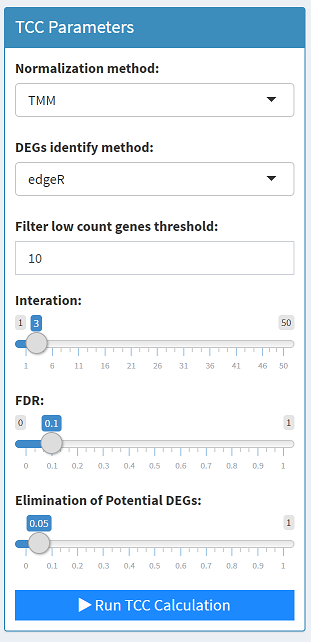 TCC Parameters
Normalization method:
TMM
DEGs identify method:
edgeR
Filter low count genes threshold:
10
Interation:
1 3 50
1 6 11 16 21 26 31 36 41 46 50
FDR:
0 0.1 1
0 0.1 0.2 0.3 0.4 0.5 0.6 0.7 0.8 0.9 1
Elimination of Potential DEGs:
0.05 1
0 0.1 0.2 0.3 0.4 0.5 0.6 0.7 0.8 0.9 1
Run TCC Calculation